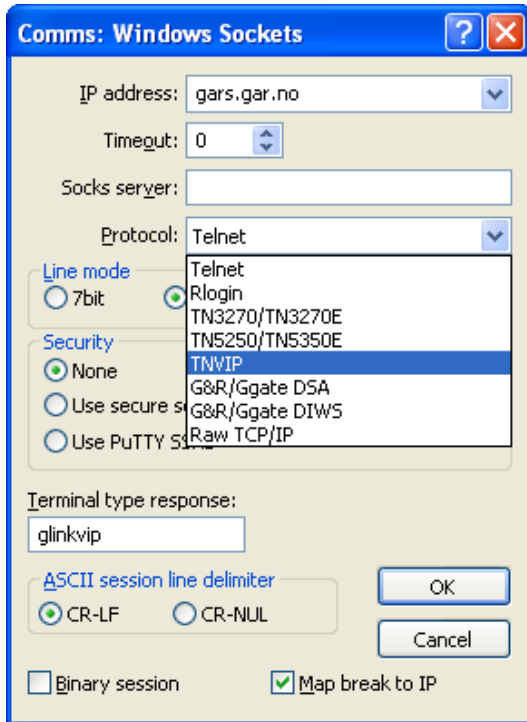 Comms: Windows Sockets
IP address: gars.gar.no
Timeout: 0
Socks server:
Protocol: Telnet
Line mode
7bit
Telnet
Rlogin
TN3270/TN3270E
TN5250/TN5350E
TNVIP
G&R/Ggate DSA
G&R/Ggate DIWS
Raw TCP/IP
Security
None
Use secure s
Use PuTTY
Terminal type response:
glinkvip
ASCII session line delimiter
CR-LF CR-NUL
OK
Cancel
Binary session Map break to IP